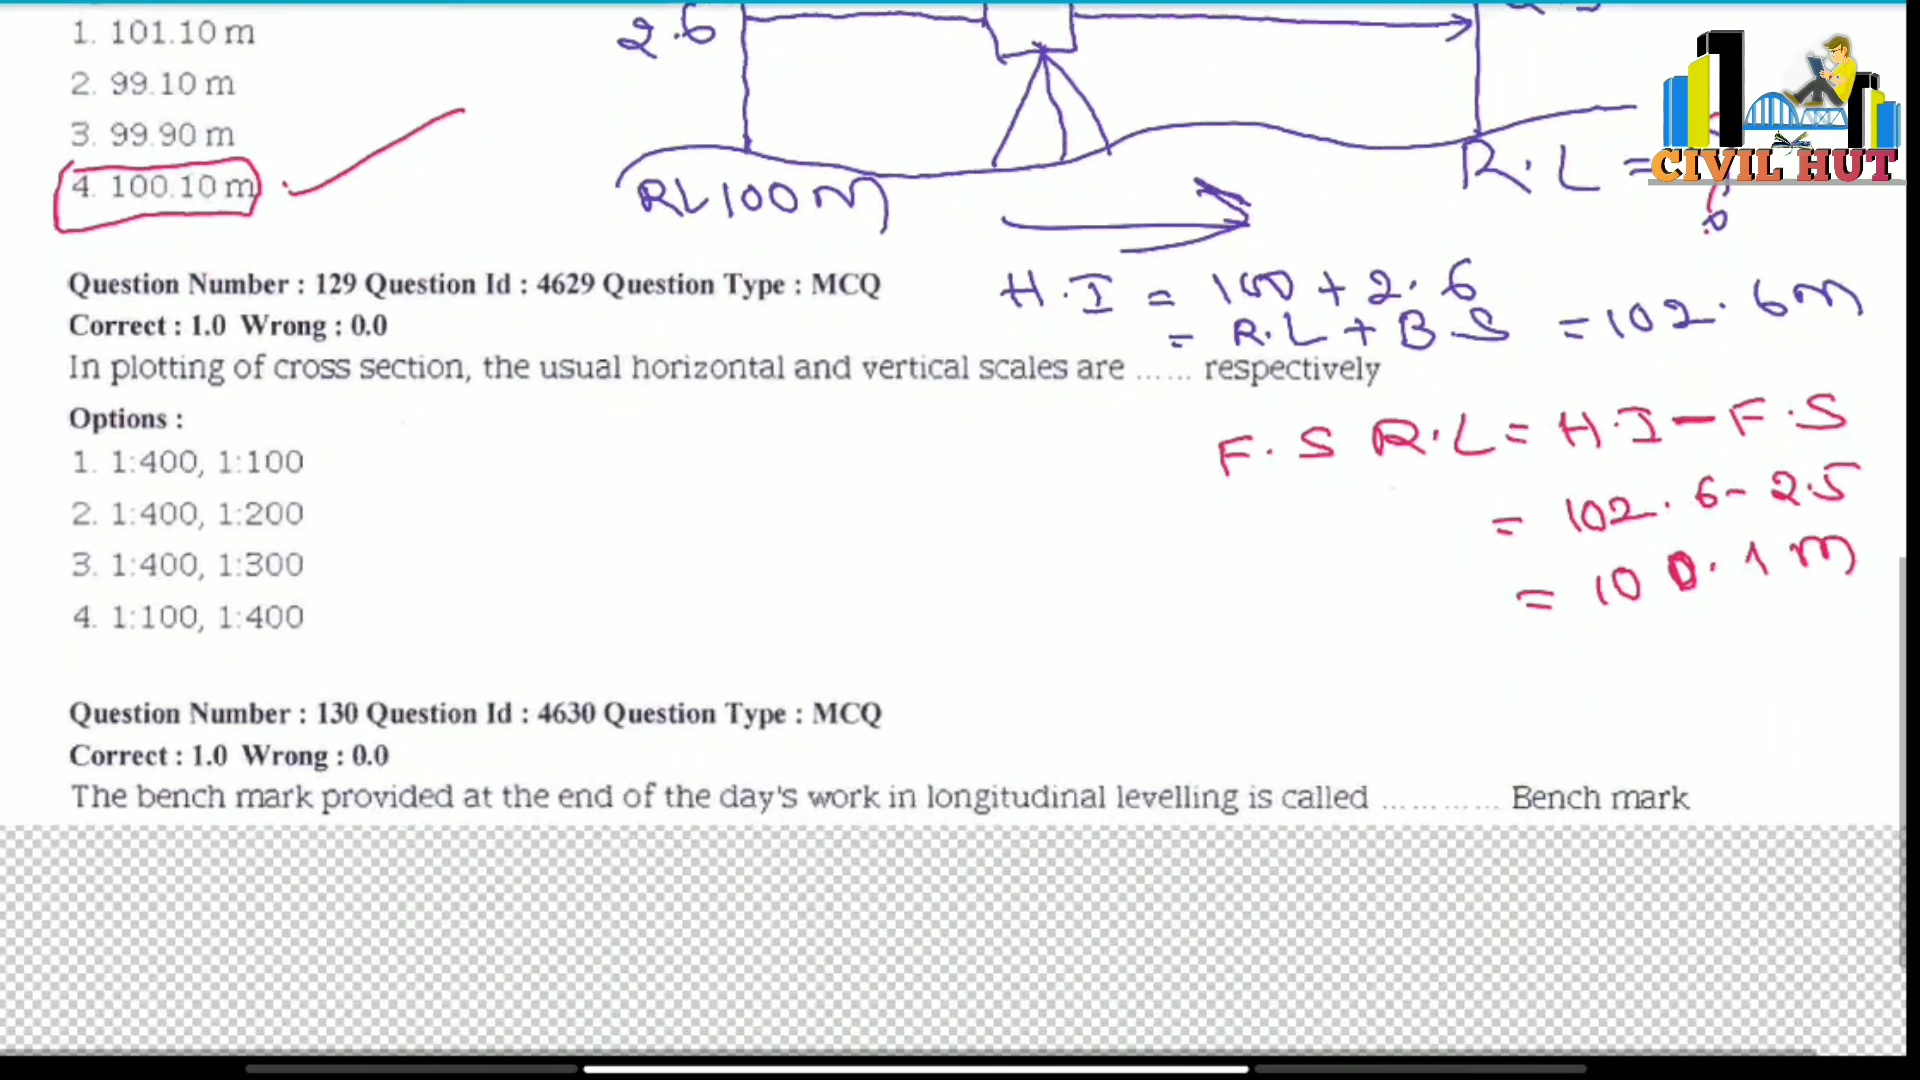 1. 101.10 m
2.6
2. 99.10 m
3. 99.90 m
4. 100.10 m
RL 100 m
R.L =
CIVIL HUT
Question Number : 129 Question Id : 4629 Question Type : MCQ
H.I = 100 + 2.6
Correct : 1.0 Wrong : 0.0
= R.L + B.S = 102.6m
In plotting of cross section, the usual horizontal and vertical scales are ...... respectively
Options :
F.S R.L = H.I - F.S
1. 1:400, 1:100
2. 1:400, 1:200
= 102.6 - 2.5
3. 1:400, 1:300
= 100.1 m
4. 1:100, 1:400
Question Number : 130 Question Id : 4630 Question Type : MCQ
Correct : 1.0 Wrong : 0.0
The bench mark provided at the end of the day's work in longitudinal levelling is called ............ Bench mark